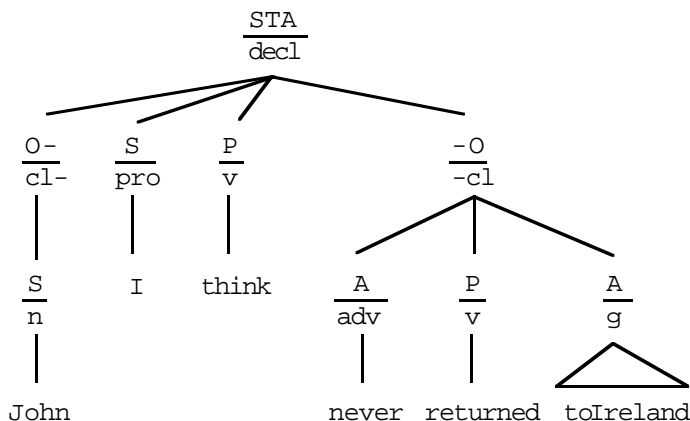 STA
decl
O- S P -O
cl- pro v -cl
S I think A P A
n adv v g
John never returned toIreland